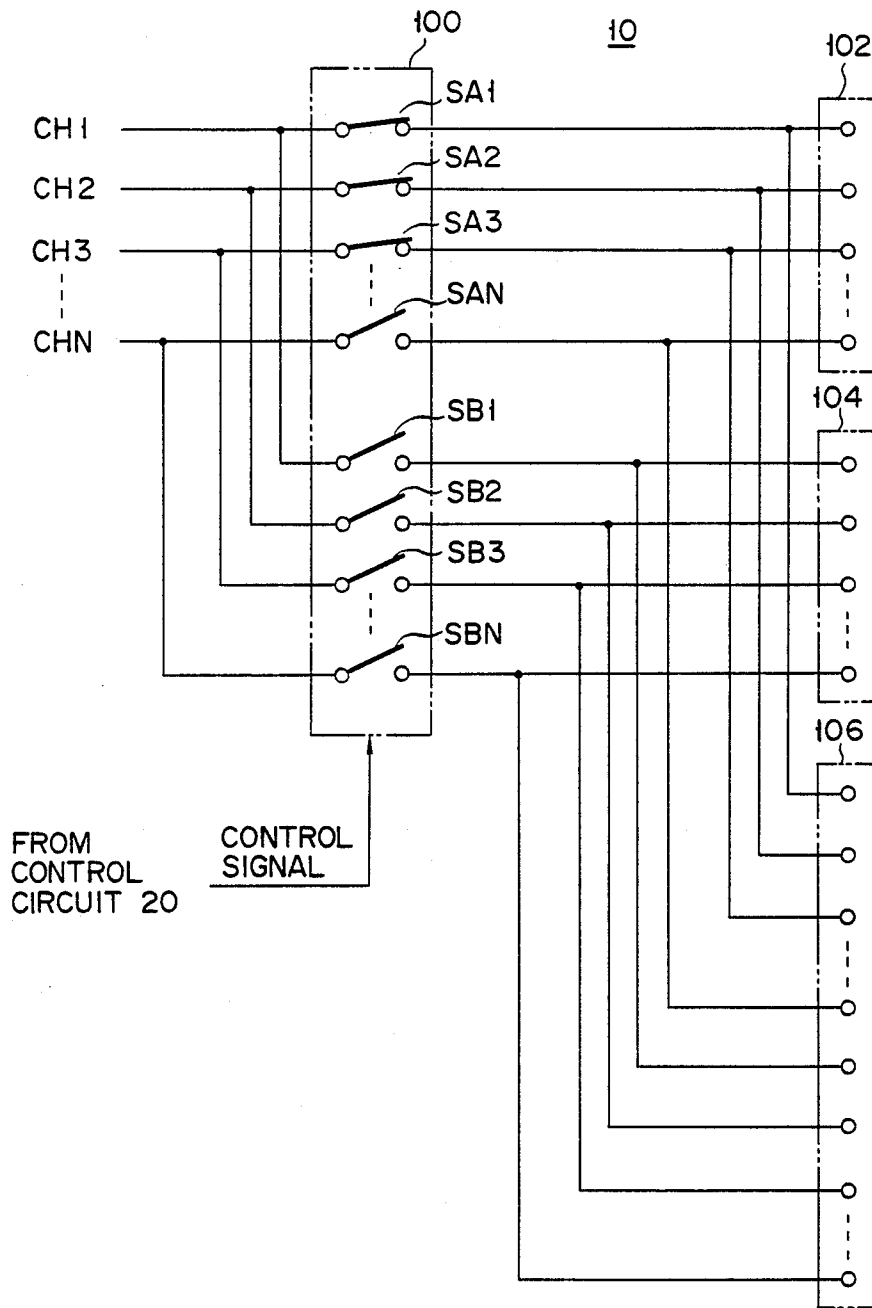 100
10
102
CH1
SA1
CH2
SA2
CH3
SA3
CHN
SAN
104
SB1
SB2
SB3
SBN
106
FROM
CONTROL
CIRCUIT 20
CONTROL
SIGNAL